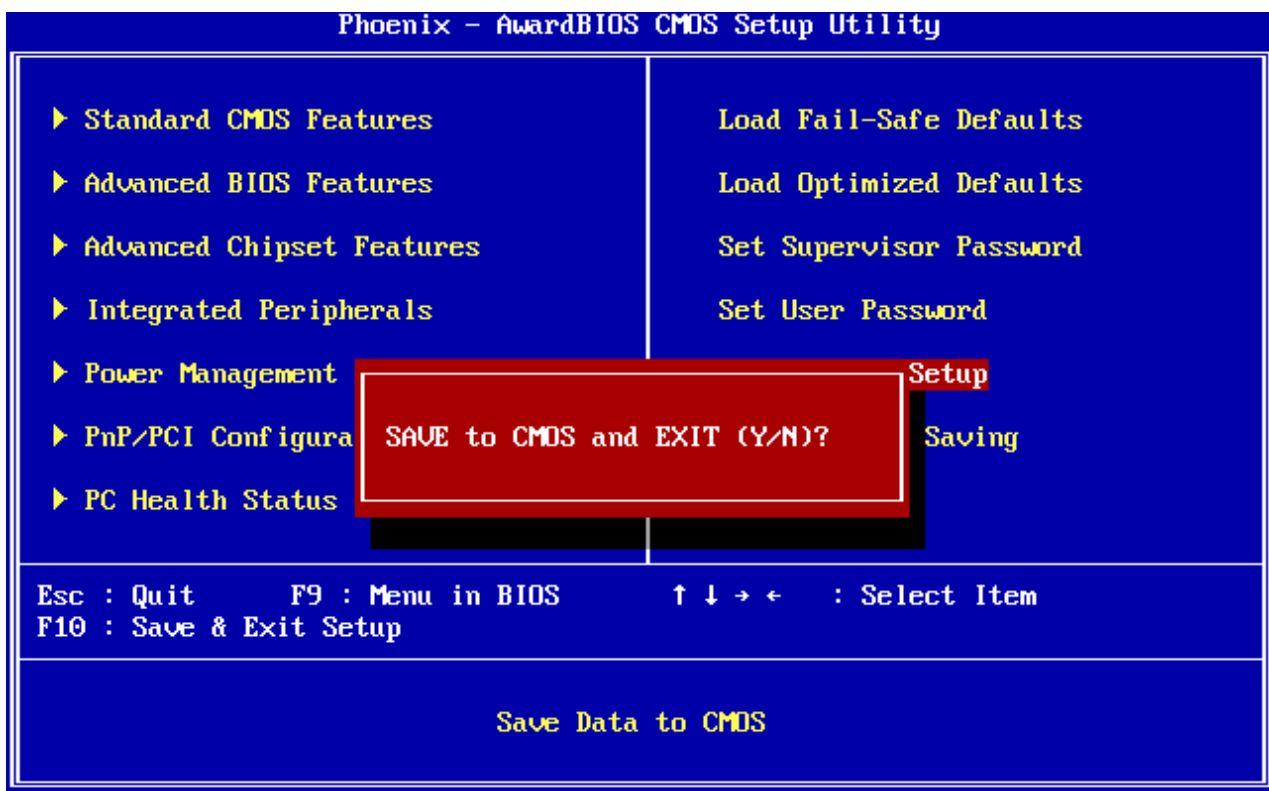 Phoenix - AwardBIOS CMOS Setup Utility
Standard CMOS Features
Advanced BIOS Features
Advanced Chipset Features
Integrated Peripherals
Power Management
PnP/PCI Configura
PC Health Status
Load Fail-Safe Defaults
Load Optimized Defaults
Set Supervisor Password
Set User Password
Setup
Saving
SAVE to CMOS and EXIT (Y/N)?
Esc : Quit F9 : Menu in BIOS ↑ ↓ → ← : Select Item
F10 : Save & Exit Setup
Save Data to CMOS